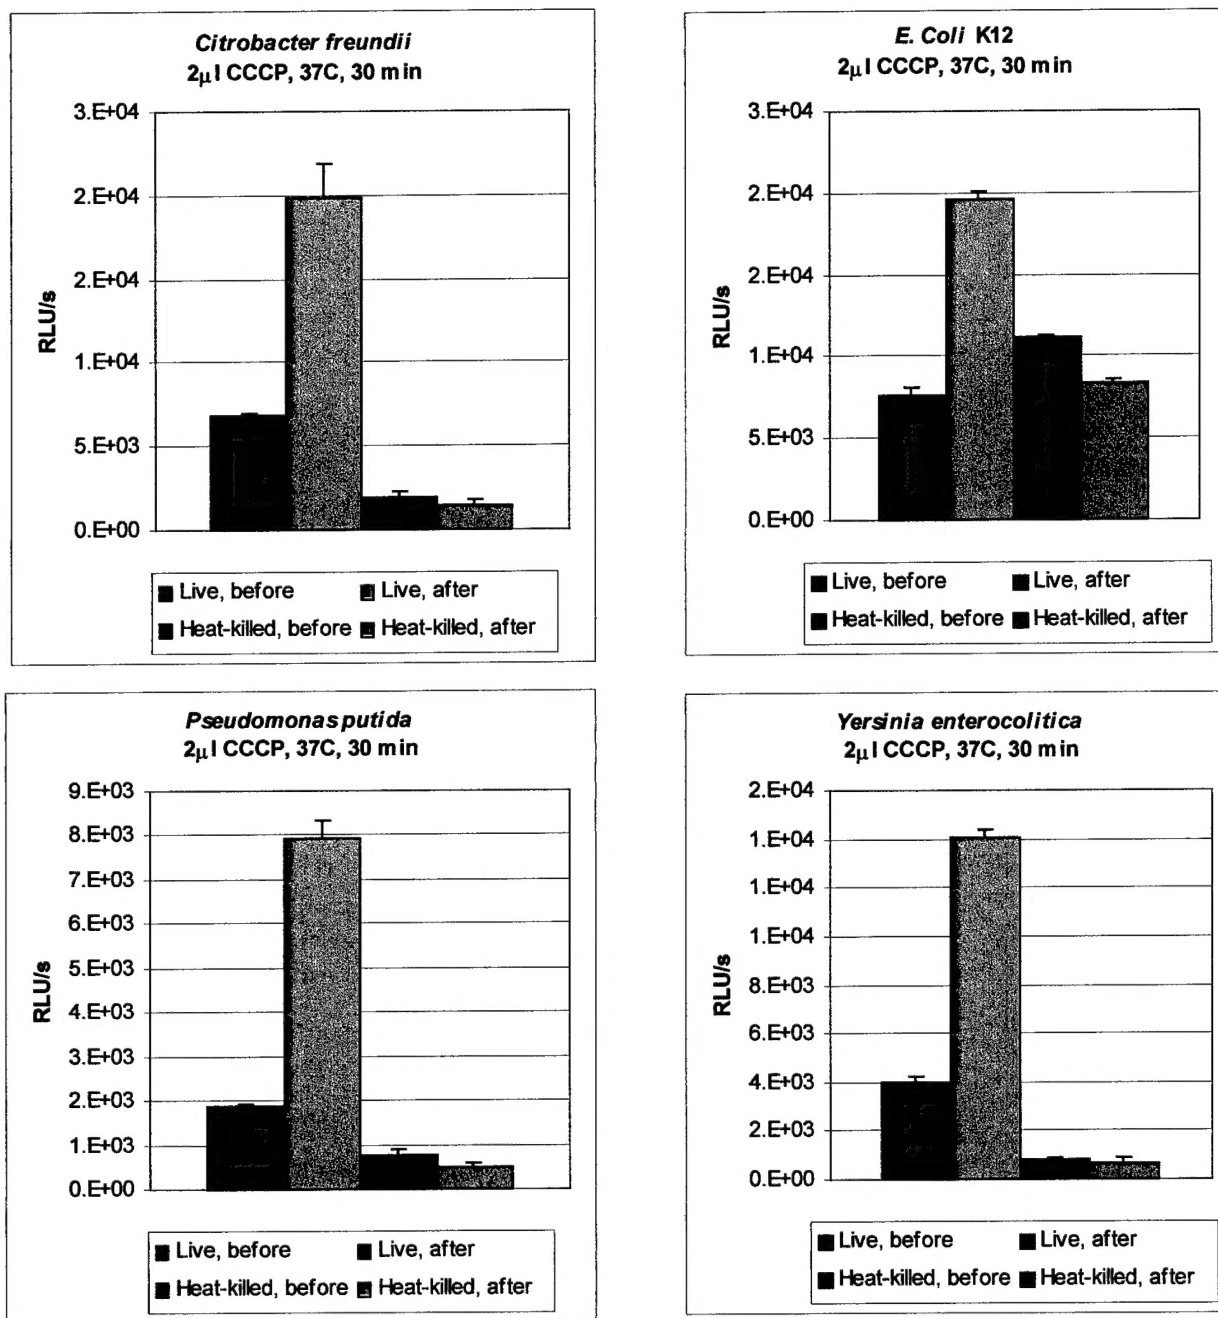 Citrobacter freundii
2μl CCCP, 37C, 30 min
3.E+04
2.E+04
2.E+04
1.E+04
5.E+03
0.E+00
RLU/s
Live, before Live, after
Heat-killed, before Heat-killed, after
E. Coli K12
2μl CCCP, 37C, 30 min
3.E+04
2.E+04
2.E+04
1.E+04
5.E+03
0.E+00
RLU/s
Live, before Live, after
Heat-killed, before Heat-killed, after
Pseudomonas putida
2μl CCCP, 37C, 30 min
9.E+03
8.E+03
7.E+03
6.E+03
5.E+03
4.E+03
3.E+03
2.E+03
1.E+03
0.E+00
RLU/s
Live, before Live, after
Heat-killed, before Heat-killed, after
Yersinia enterocolitica
2μl CCCP, 37C, 30 min
2.E+04
1.E+04
1.E+04
1.E+04
8.E+03
6.E+03
4.E+03
2.E+03
0.E+00
RLU/s
Live, before Live, after
Heat-killed, before Heat-killed, after